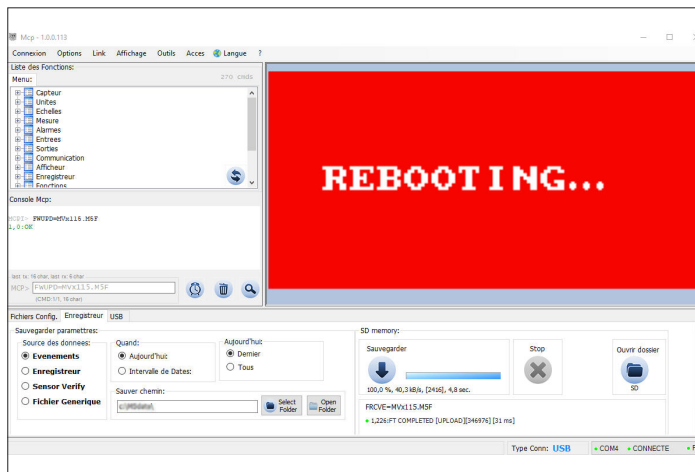 Mcp - 1.0.0.113
Connexion Options Link Affichage Outils Acces Langue ?
Liste des Fonctions:
Menu:
270 cmds
Capteur
Unites
Echelles
Mesure
Alarmes
Entrees
Sorties
Communication
Afficheur
Enregistreur
Fonctions
REBOOTING...
Console Mcp:
MCPI> FWUPD=MVx115.M5F
1,0:OK
last tx: 16 char, last rx: 6 char
MCP> FWUPD=MVX115.M5F
(CMD:1/1, 16 char)
Fichiers Config. Enregistreur USB
Sauvegarder parametres:
Source des donnees:
Evenements
Enregistreur
Sensor Verify
Fichier Generique
Quand:
Aujourd'hui:
Intervalle de Dates:
Aujourd'hui:
Dernier
Tous
Sauver chemin:
Select Folder
Open Folder
SD memory:
Sauvegarder
100,0 %, 40,3 kB/s, [2416], 4,8 sec.
Stop
Ouvrir dossier
SD
FRCVE=MVx115.M5F
1,226:FT COMPLETED [UPLOAD][346976] [31 ms]
Type Conn: USB
COM4
CONNECTE